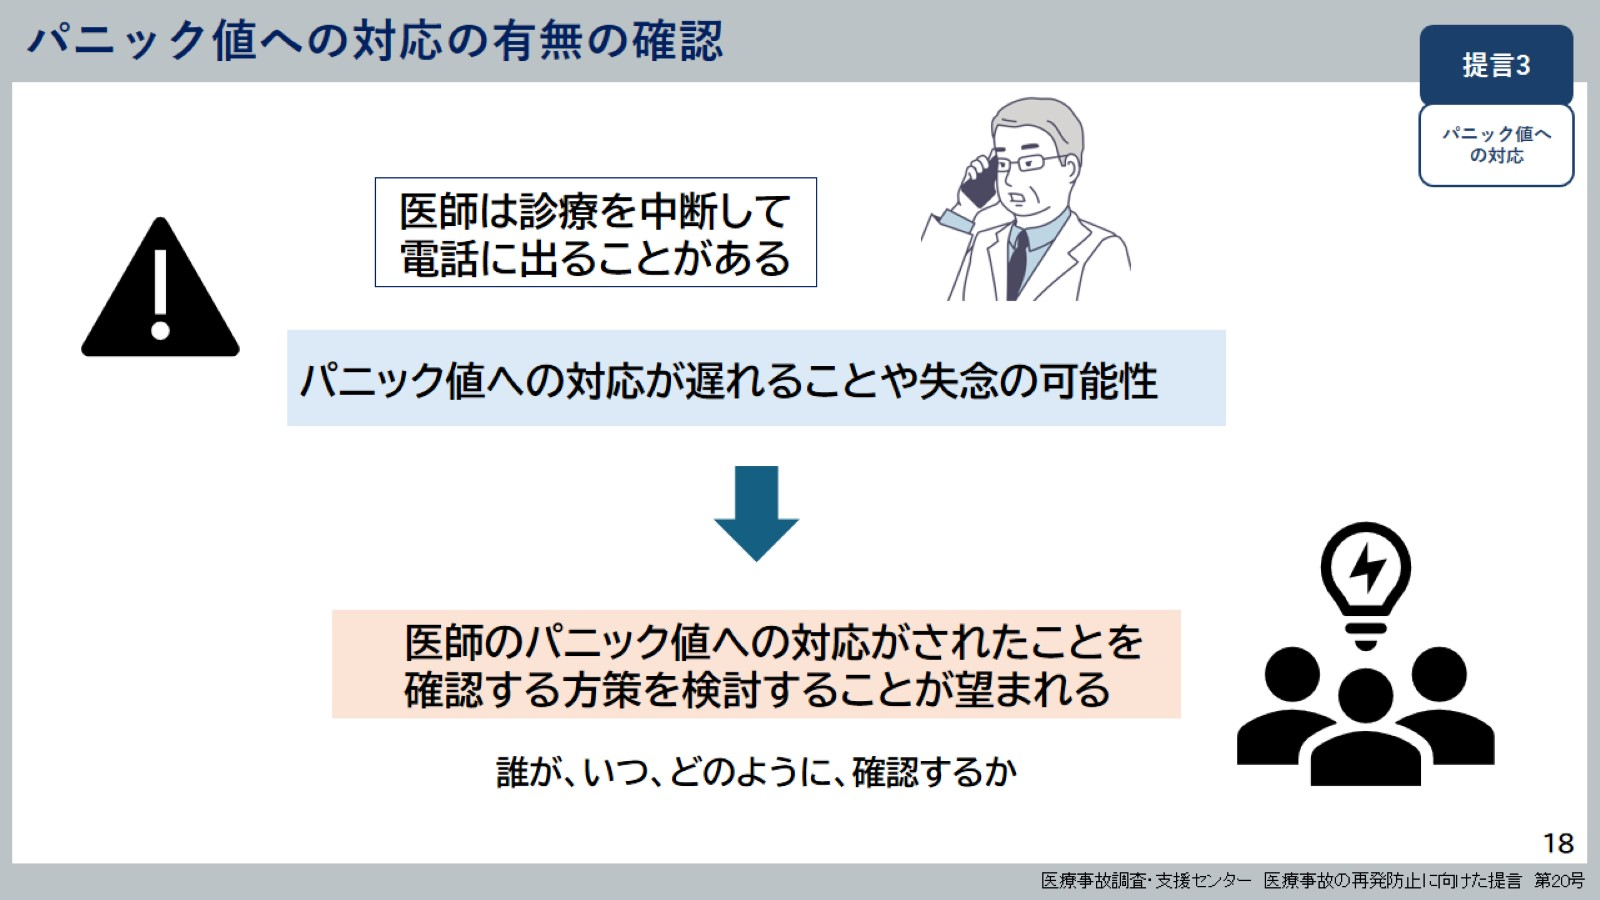 パニック値への対応の有無の確認
提言3
パニック値へ
の対応
医師は診療を中断して
電話に出ることがある
パニック値への対応が遅れることや失念の可能性
医師のパニック値への対応がされたことを
確認する方策を検討することが望まれる
誰が、いつ、どのように、確認するか
18
医療事故調査・支援センター　医療事故の再発防止に向けた提言　第20号